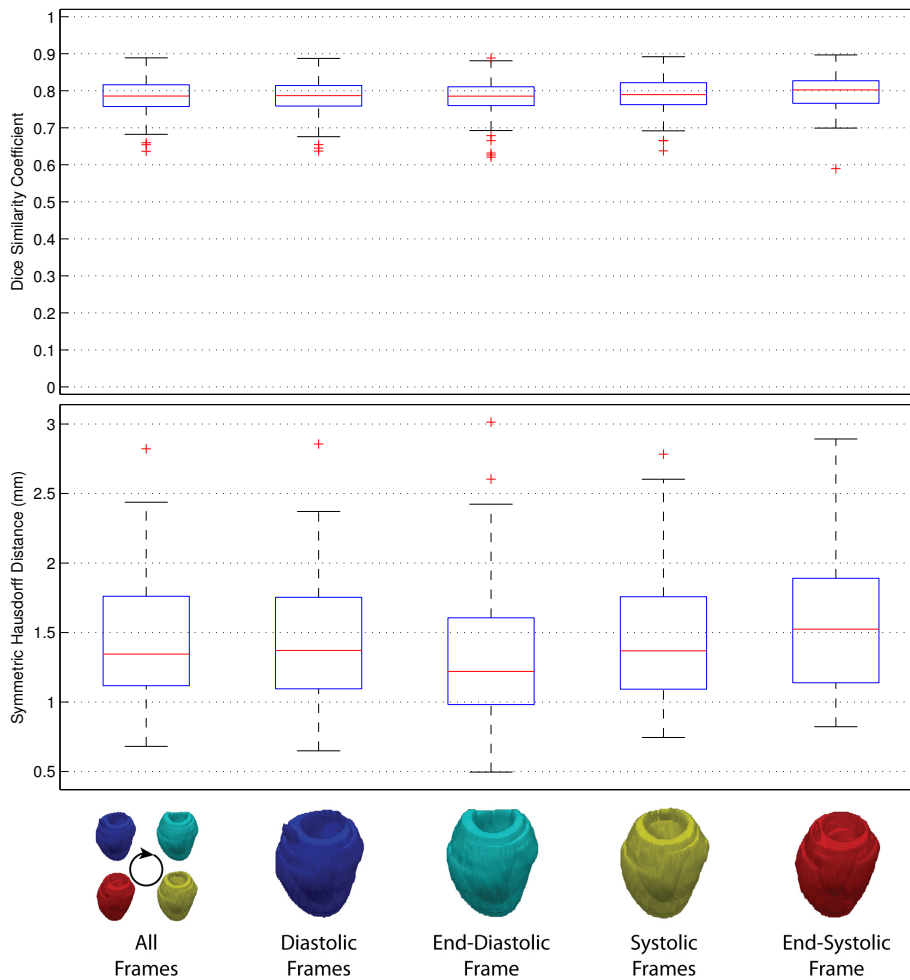 Dice Similarity Coefficient
1
0.9
0.8
0.7
0.6
0.5
0.4
0.3
0.2
0.1
0
Symmetric Hausdorff Distance (mm)
3
2.5
2
1.5
1
0.5
All
Frames
Diastolic
Frames
End-Diastolic
Frame
Systolic
Frames
End-Systolic
Frame